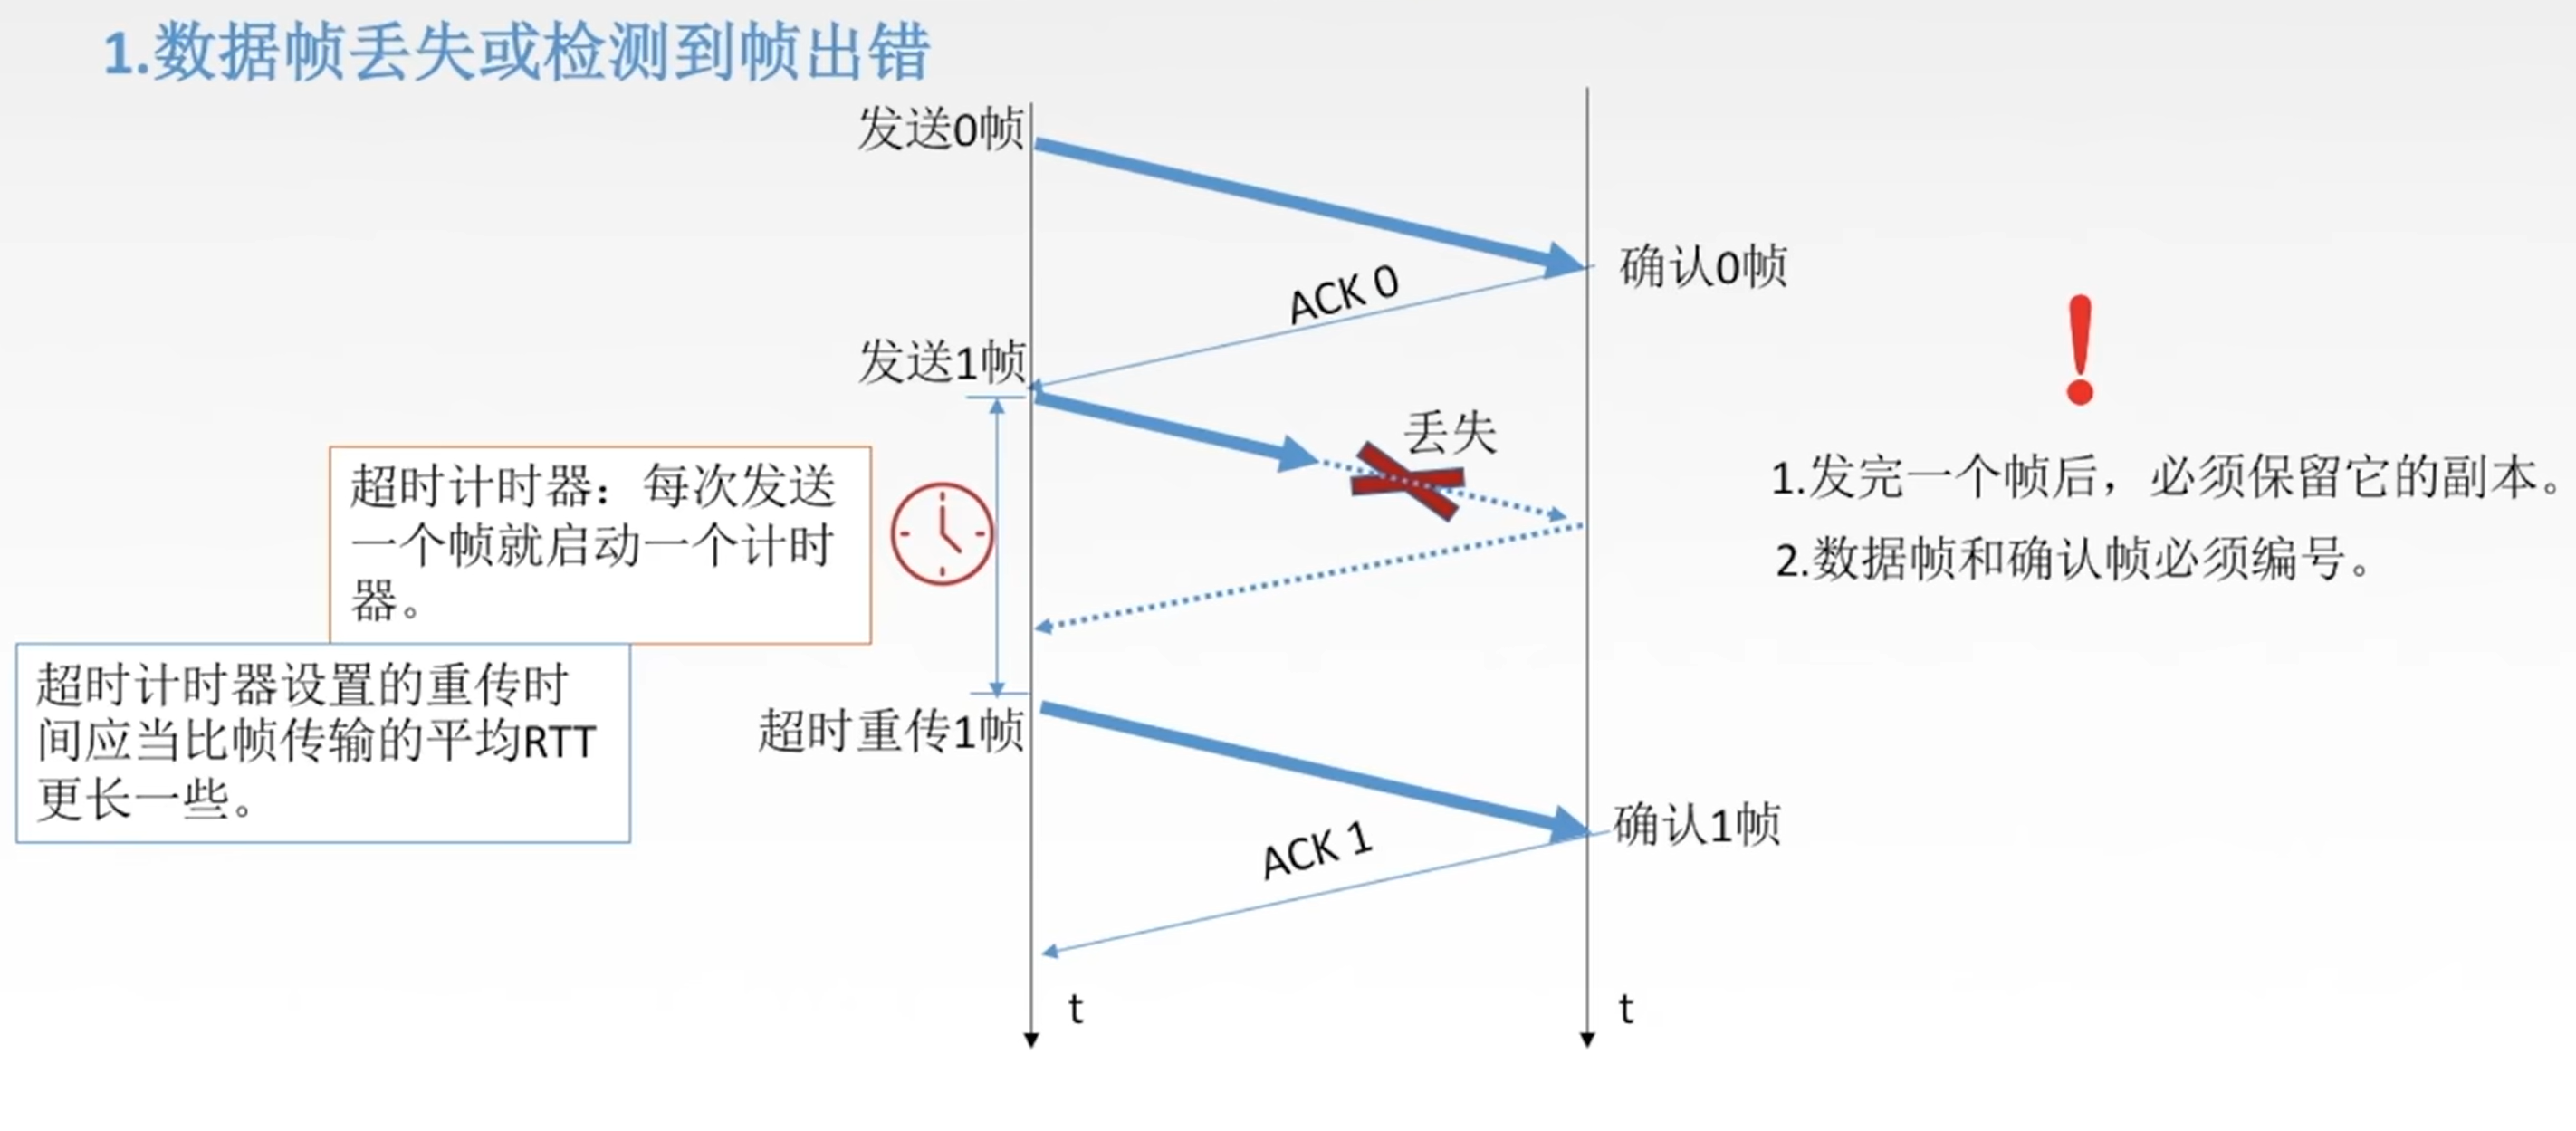 1.数据帧丢失或检测到帧出错
发送0帧
确认0帧
ACK 0
发送1帧
丢失
超时计时器：每次发送
一个帧就启动一个计时
器。
超时计时器设置的重传时
间应当比帧传输的平均RTT
更长一些。
超时重传1帧
确认1帧
ACK 1
t
t
1.发完一个帧后，必须保留它的副本。
2.数据帧和确认帧必须编号。